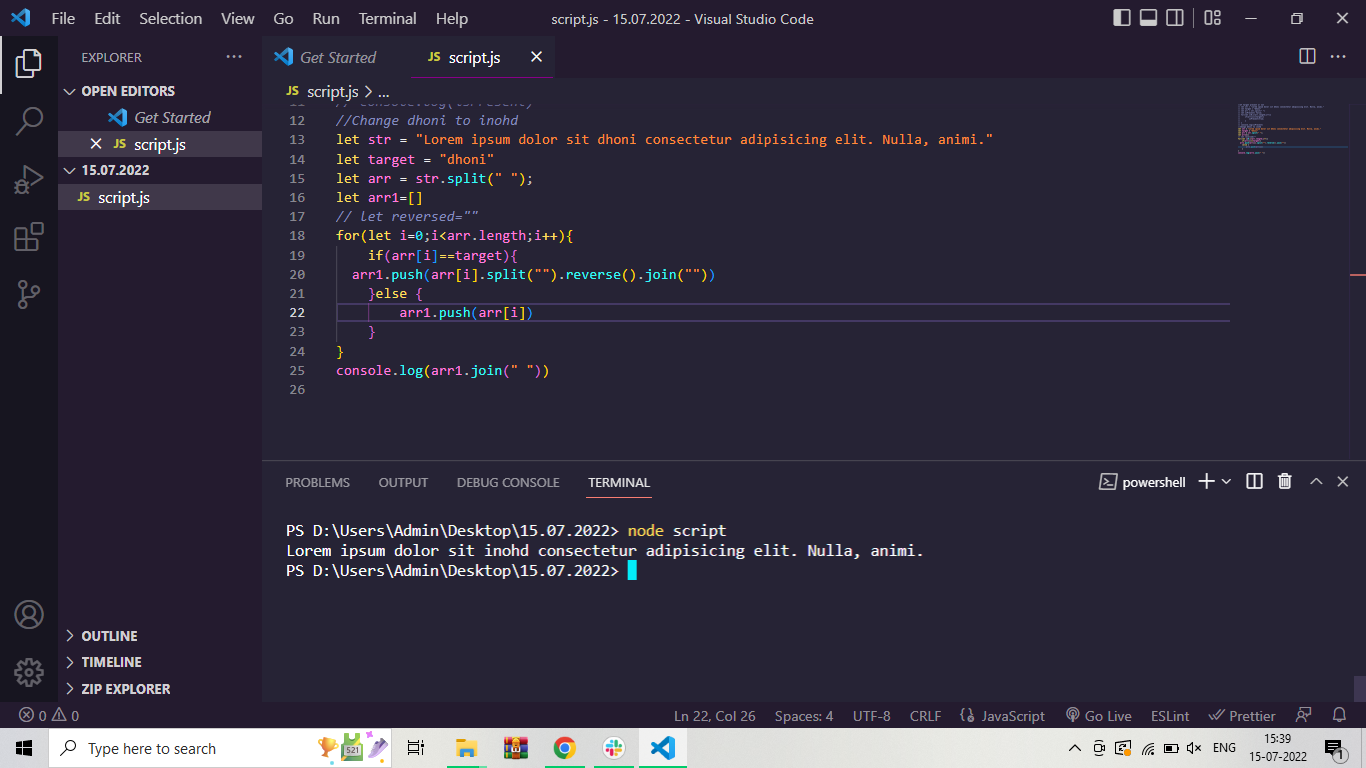 File Edit Selection View Go Run Terminal Help script.js - 15.07.2022 - Visual Studio Code
EXPLORER
Get Started
JS script.js
OPEN EDITORS
Get Started
JS script.js
15.07.2022
JS script.js
JS script.js > ...
12 //Change dhoni to inohd
13 let str = "Lorem ipsum dolor sit dhoni consectetur adipisicing elit. Nulla, animi."
14 let target = "dhoni"
15 let arr = str.split(" ");
16 let arr1=[]
17 // let reversed=""
18 for(let i=0;i<arr.length;i++){
19 if(arr[i]==target){
20 arr1.push(arr[i].split("").reverse().join(""))
21 }else {
22 arr1.push(arr[i])
23 }
24 }
25 console.log(arr1.join(" "))
26
PROBLEMS OUTPUT DEBUG CONSOLE TERMINAL powershell
PS D:\Users\Admin\Desktop\15.07.2022> node script
Lorem ipsum dolor sit inohd consectetur adipisicing elit. Nulla, animi.
PS D:\Users\Admin\Desktop\15.07.2022>
OUTLINE
TIMELINE
ZIP EXPLORER
0 0 Ln 22, Col 26 Spaces: 4 UTF-8 CRLF JavaScript Go Live ESLint Prettier
Type here to search
521
ENG
15:39
15-07-2022
1